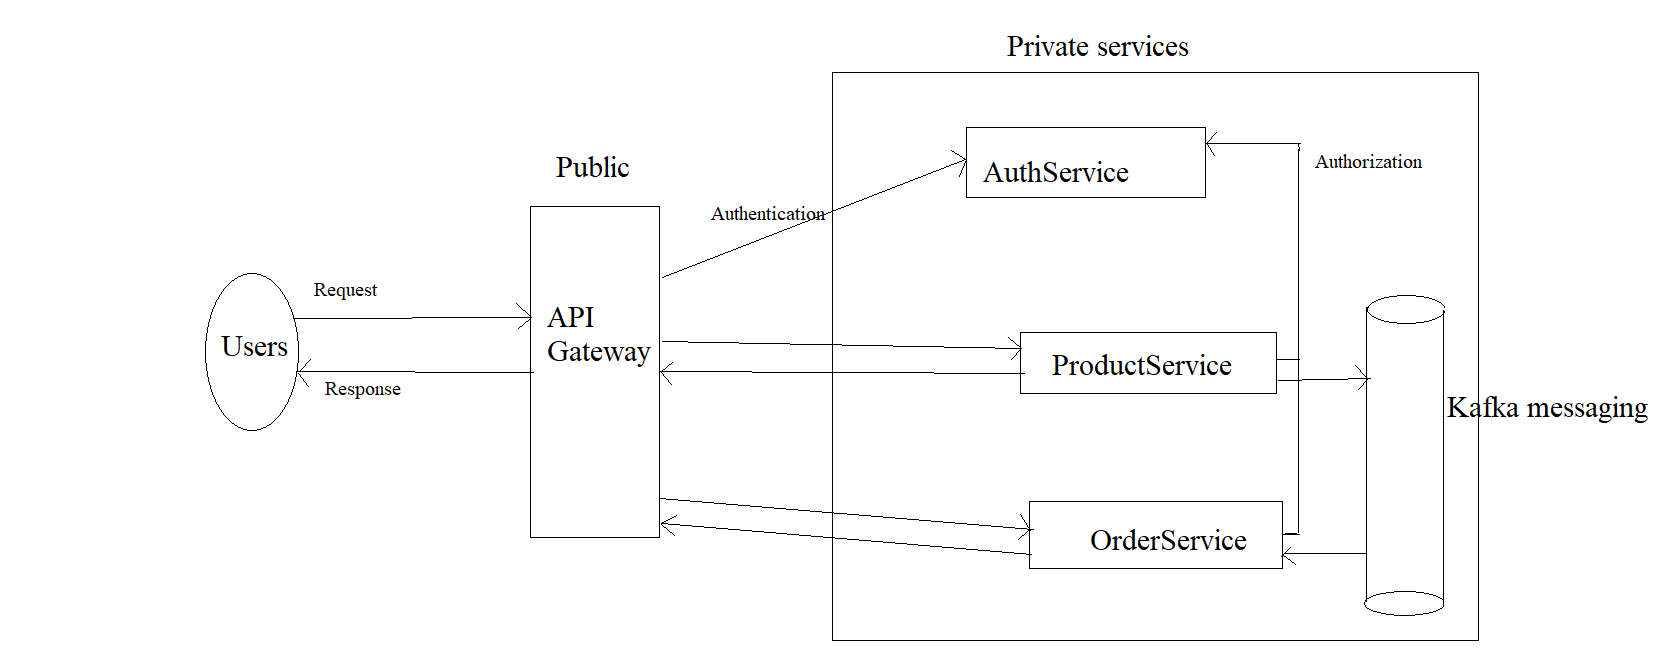 Private services
Public
AuthService
Authorization
Authentication
Request
API
Gateway
Users
ProductService
Response
Kafka messaging
OrderService